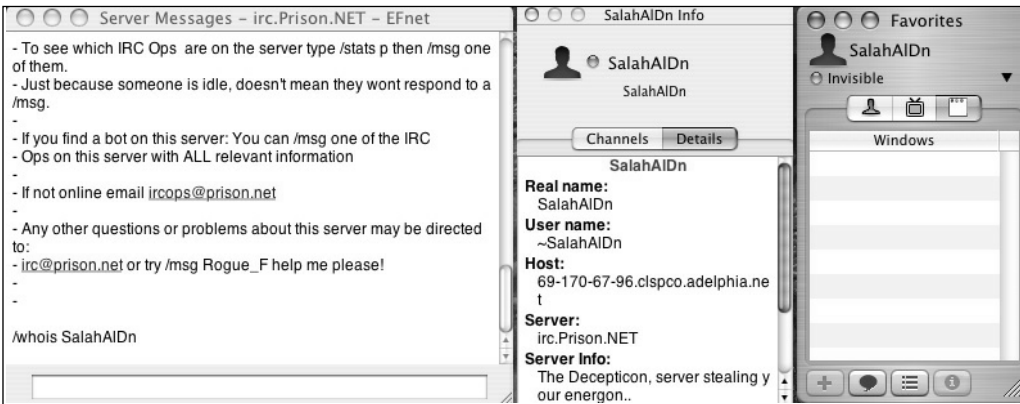 Server Messages – irc.Prison.NET – EFnet
- To see which IRC Ops are on the server type /stats p then /msg one
of them.
- Just because someone is idle, doesn't mean they wont respond to a
/msg.
-
- If you find a bot on this server: You can /msg one of the IRC
- Ops on this server with ALL relevant information
-
- If not online email ircops@prison.net
-
- Any other questions or problems about this server may be directed
to:
- irc@prison.net or try /msg Rogue_F help me please!
-
-
/whois SalahAlDn
SalahAlDn Info
SalahAlDn
SalahAlDn
Channels Details
SalahAlDn
Real name:
SalahAlDn
User name:
~SalahAlDn
Host:
69-170-67-96.clspco.adelphia.ne
t
Server:
irc.Prison.NET
Server Info:
The Decepticon, server stealing y
our energon..
Favorites
SalahAlDn
Invisible
Windows